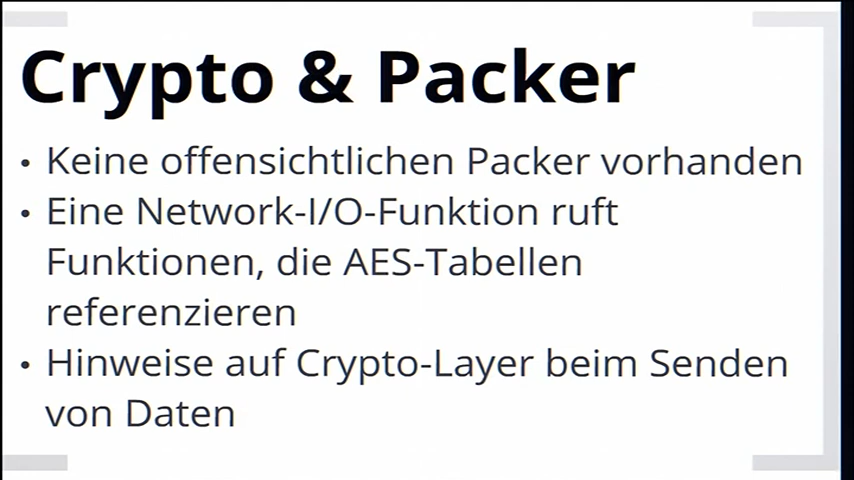 Crypto & Packer
• Keine offensichtlichen Packer vorhanden
• Eine Network-I/O-Funktion ruft
Funktionen, die AES-Tabellen
referenzieren
• Hinweise auf Crypto-Layer beim Senden
von Daten